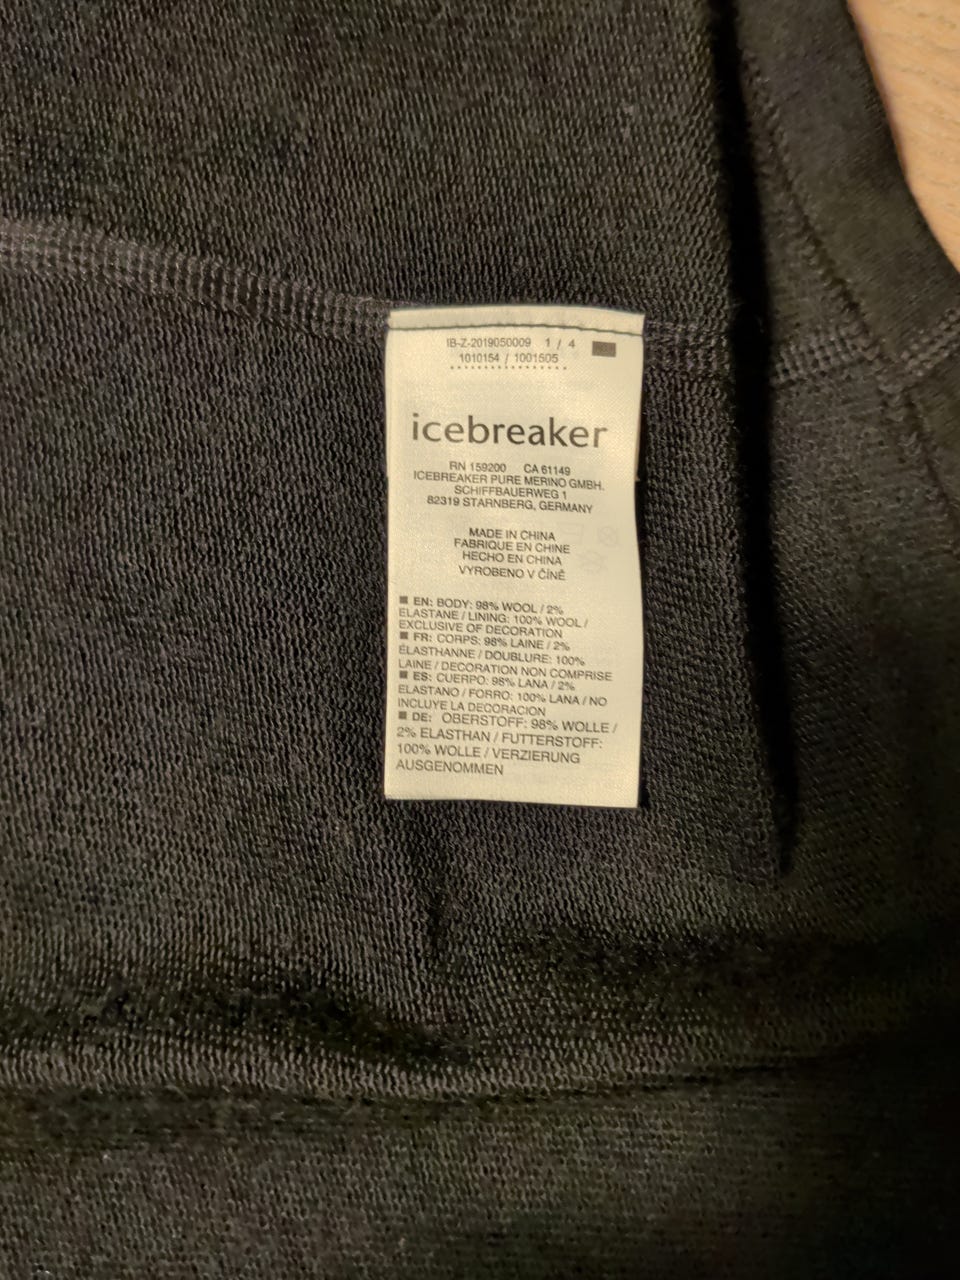 IB-Z-2019050009 1 / 4
1010154 / 1001505
icebreaker
RN 159200 CA 61149
ICEBREAKER PURE MERINO GMBH.
SCHIFFBAUERWEG 1
82319 STARNBERG, GERMANY
MADE IN CHINA
FABRIQUE EN CHINE
HECHO EN CHINA
VYROBENO V ČÍNĚ
EN: BODY: 98% WOOL / 2%
ELASTANE / LINING: 100% WOOL /
EXCLUSIVE OF DECORATION
FR: CORPS: 98% LAINE / 2%
ÉLASTHANNE / DOUBLURE: 100%
LAINE / DECORATION NON COMPRISE
ES: CUERPO: 98% LANA / 2%
ELASTANO / FORRO: 100% LANA / NO
INCLUYE LA DECORACION
DE: OBERSTOFF: 98% WOLLE /
2% ELASTHAN / FUTTERSTOFF:
100% WOLLE / VERZIERUNG
AUSGENOMMEN